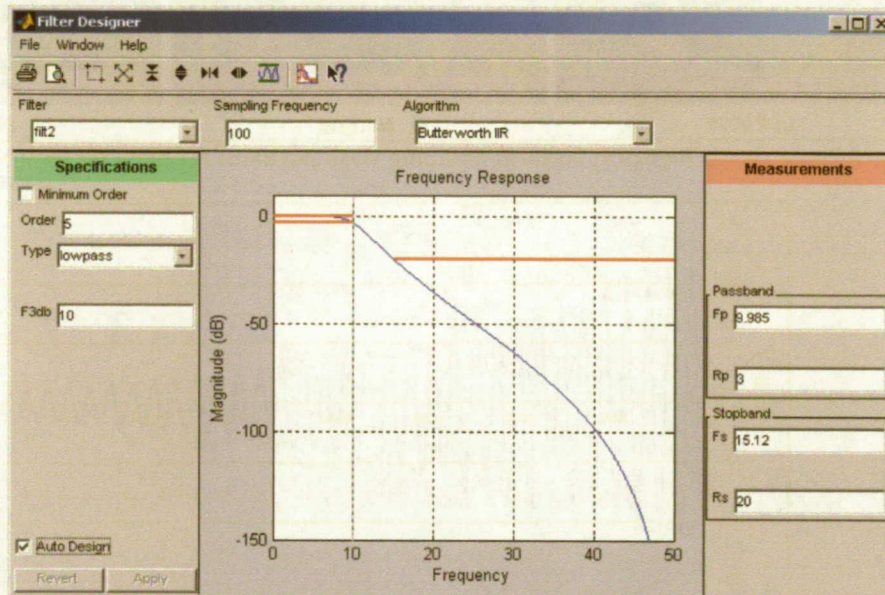 Filter Designer
File Window Help
Filter
Sampling Frequency
Algorithm
filt2
100
Butterworth IIR
Specifications
Minimum Order
Order 5
Type lowpass
F3db 10
Auto Design
Revert
Apply
Frequency Response
Magnitude (dB)
0
-50
-100
-150
0 10 20 30 40 50
Frequency
Measurements
Passband
Fp 9.985
Rp 3
Stopband
Fs 15.12
Rs 20